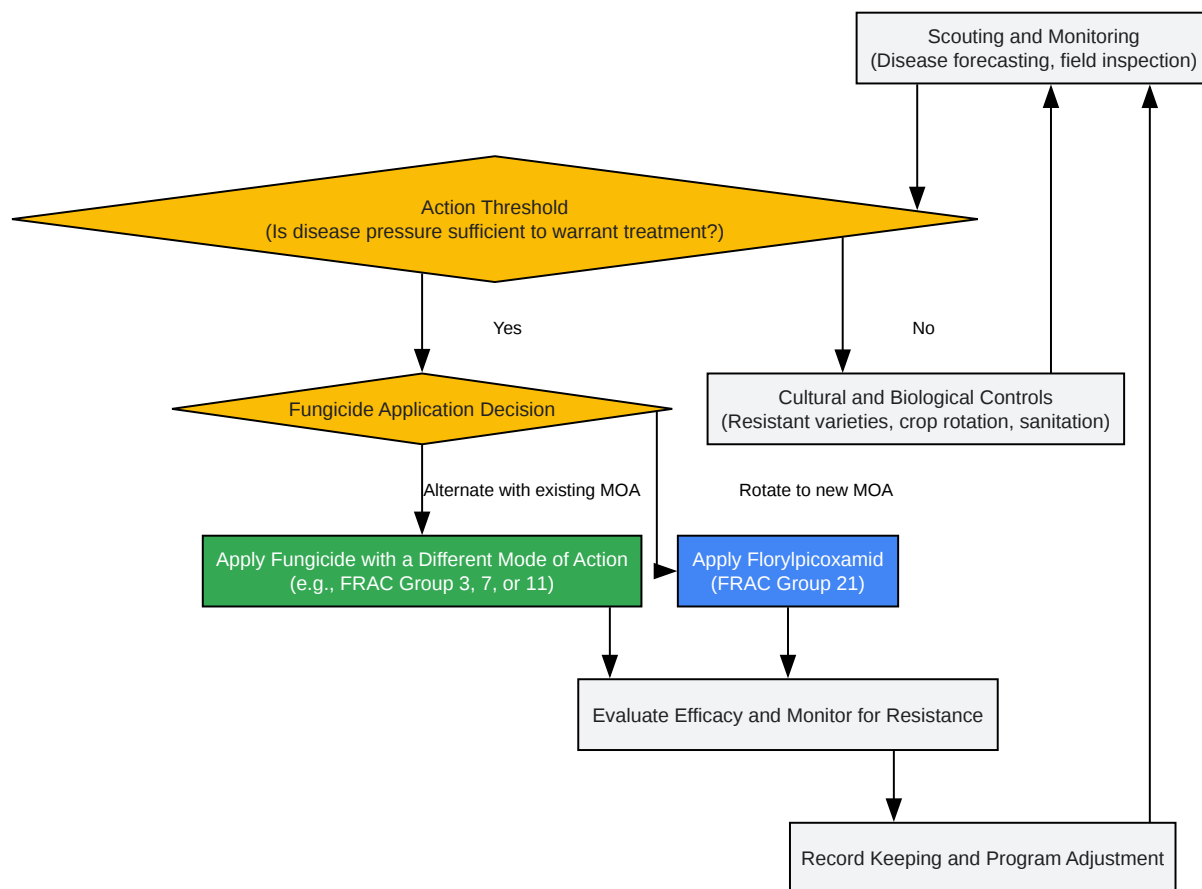 Scouting and Monitoring
(Disease forecasting, field inspection)
Action Threshold
(Is disease pressure sufficient to warrant treatment?)
Yes
No
Fungicide Application Decision
Cultural and Biological Controls
(Resistant varieties, crop rotation, sanitation)
Alternate with existing MOA
Rotate to new MOA
Apply Fungicide with a Different Mode of Action
(e.g., FRAC Group 3, 7, or 11)
Apply Florylpicoxamid
(FRAC Group 21)
Evaluate Efficacy and Monitor for Resistance
Record Keeping and Program Adjustment